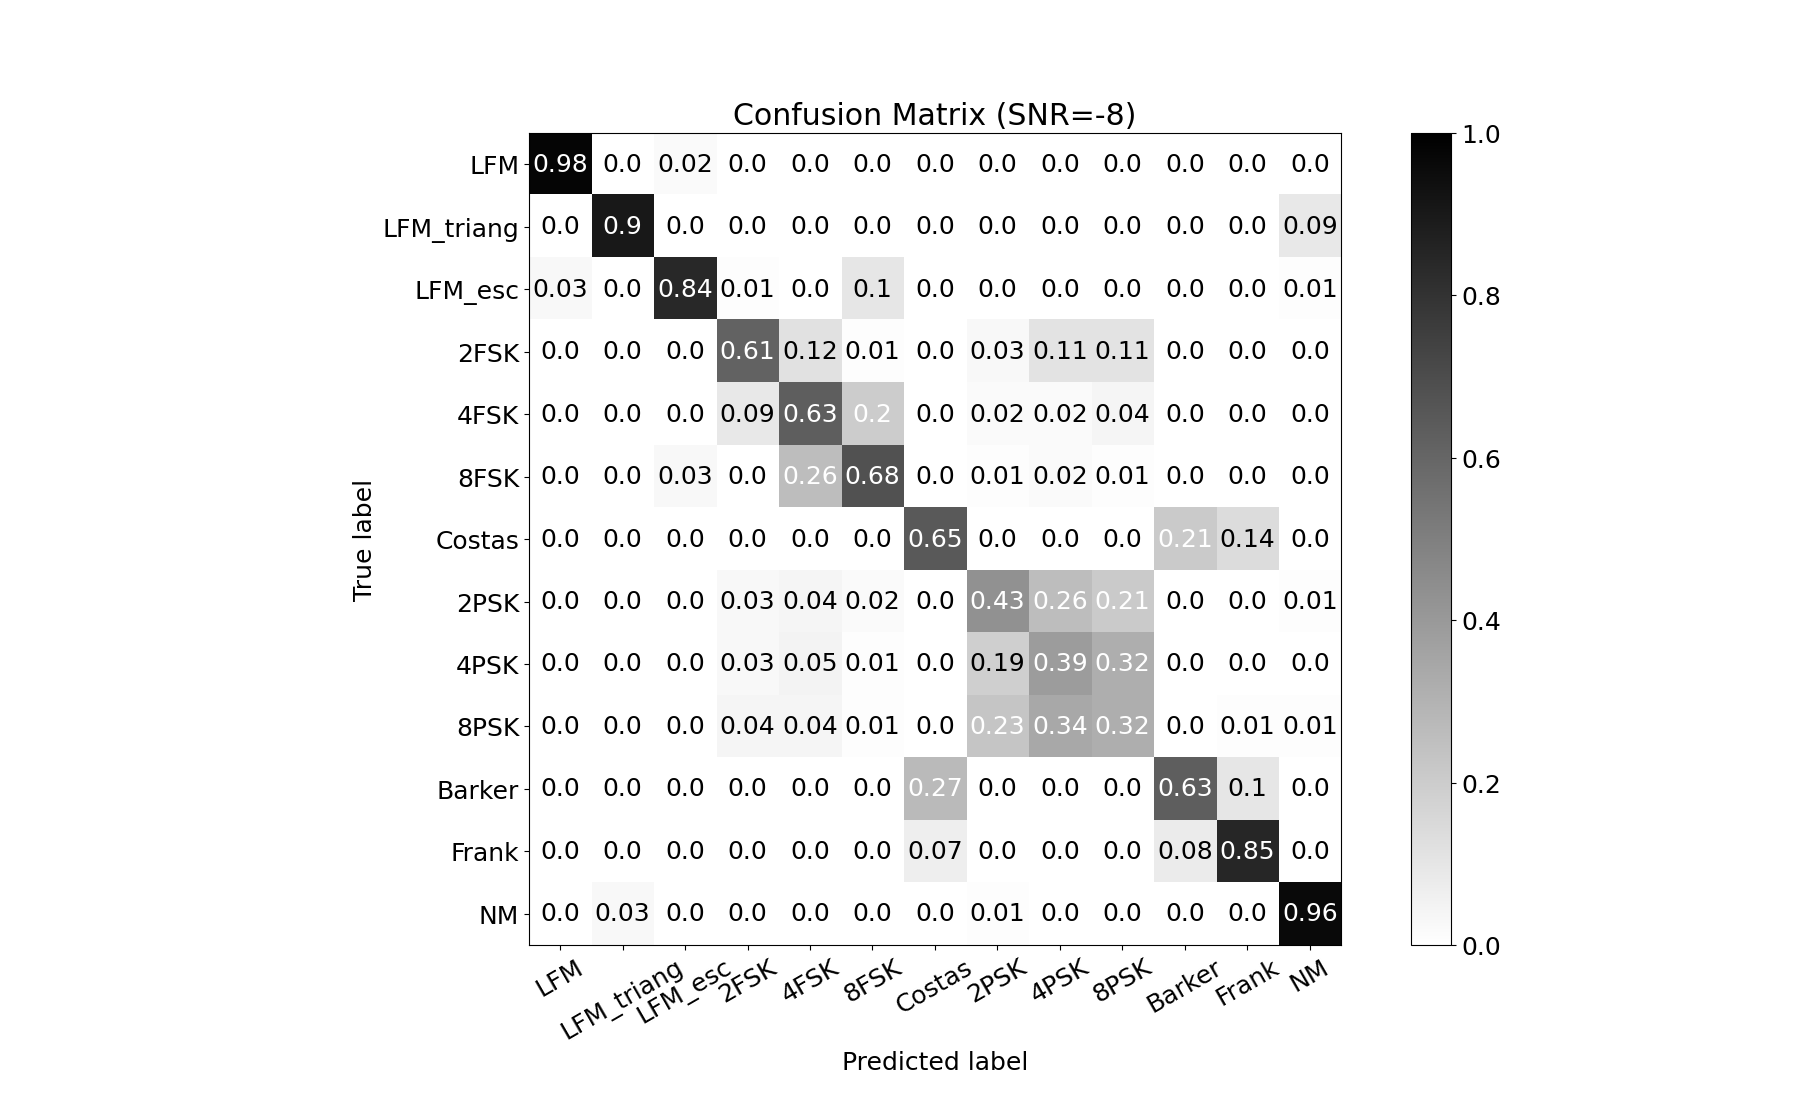 Confusion Matrix (SNR=-8)
LFM 0.98 0.0 0.02 0.0 0.0 0.0 0.0 0.0 0.0 0.0 0.0 0.0 0.0
LFM_triang 0.0 0.9 0.0 0.0 0.0 0.0 0.0 0.0 0.0 0.0 0.0 0.0 0.09
LFM_esc 0.03 0.0 0.84 0.01 0.0 0.1 0.0 0.0 0.0 0.0 0.0 0.0 0.01
2FSK 0.0 0.0 0.0 0.61 0.12 0.01 0.0 0.03 0.11 0.11 0.0 0.0 0.0
4FSK 0.0 0.0 0.0 0.09 0.63 0.2 0.0 0.02 0.02 0.04 0.0 0.0 0.0
8FSK 0.0 0.0 0.03 0.0 0.26 0.68 0.0 0.01 0.02 0.01 0.0 0.0 0.0
Costas 0.0 0.0 0.0 0.0 0.0 0.0 0.65 0.0 0.0 0.0 0.21 0.14 0.0
2PSK 0.0 0.0 0.0 0.03 0.04 0.02 0.0 0.43 0.26 0.21 0.0 0.0 0.01
4PSK 0.0 0.0 0.0 0.03 0.05 0.01 0.0 0.19 0.39 0.32 0.0 0.0 0.0
8PSK 0.0 0.0 0.0 0.04 0.04 0.01 0.0 0.23 0.34 0.32 0.0 0.01 0.01
Barker 0.0 0.0 0.0 0.0 0.0 0.0 0.27 0.0 0.0 0.0 0.63 0.1 0.0
Frank 0.0 0.0 0.0 0.0 0.0 0.0 0.07 0.0 0.0 0.0 0.08 0.85 0.0
NM 0.0 0.03 0.0 0.0 0.0 0.0 0.0 0.01 0.0 0.0 0.0 0.0 0.96
True label
LFM LFM_triang LFM_esc 2FSK 4FSK 8FSK Costas 2PSK 4PSK 8PSK Barker Frank NM
Predicted label
1.0
0.8
0.6
0.4
0.2
0.0